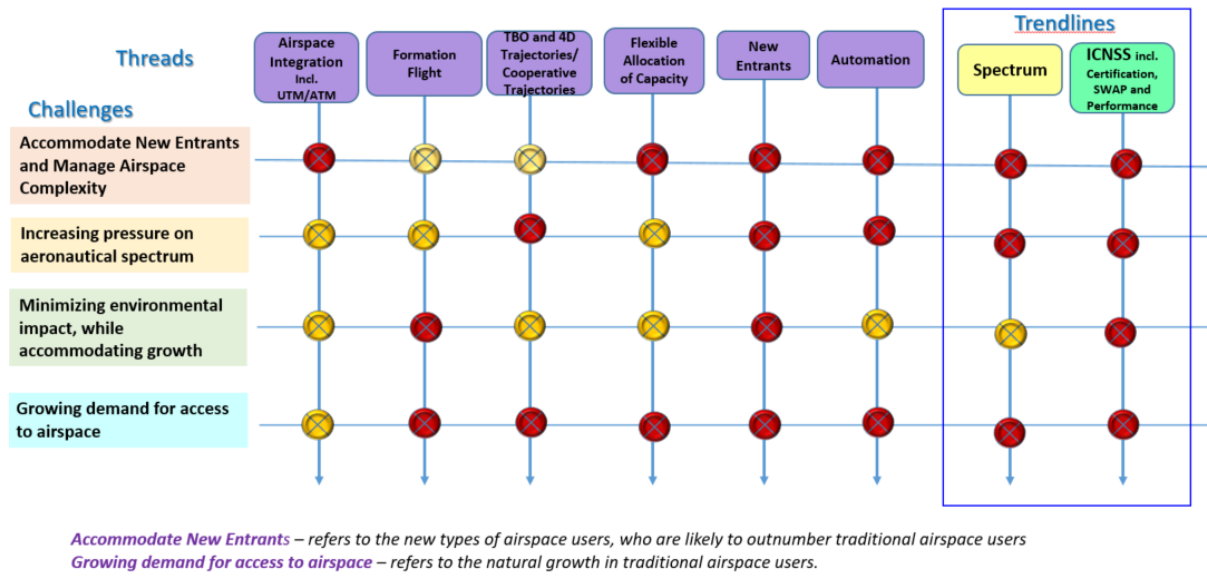 Trendlines
Threads
Airspace
Integration
Incl.
UTM/ATM
Formation
Flight
TBO and 4D
Trajectories/
Cooperative
Trajectories
Flexible
Allocation
of Capacity
New
Entrants
Automation
Spectrum
ICNSS incl.
Certification,
SWAP and
Performance
Challenges
Accommodate New Entrants
and Manage Airspace
Complexity
Increasing pressure on
aeronautical spectrum
Minimizing environmental
impact, while
accommodating growth
Growing demand for access
to airspace
Accommodate New Entrants – refers to the new types of airspace users, who are likely to outnumber traditional airspace users
Growing demand for access to airspace – refers to the natural growth in traditional airspace users.